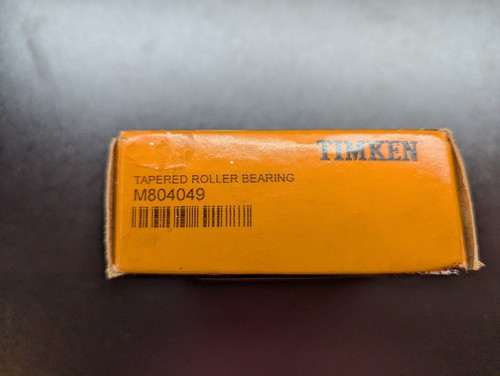 TIMKEN
TAPERED ROLLER BEARING
M804049